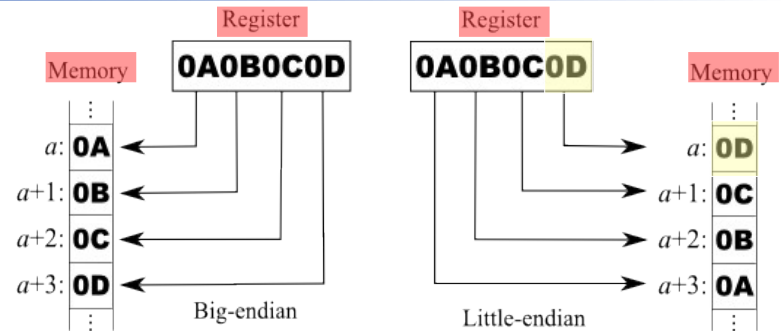 Register
Register
Memory
0A0B0C0D
0A0B0C0D
Memory
⋮
⋮
a: 0A
a: 0D
a+1: 0B
a+1: 0C
a+2: 0C
a+2: 0B
a+3: 0D
a+3: 0A
⋮
⋮
Big-endian
Little-endian